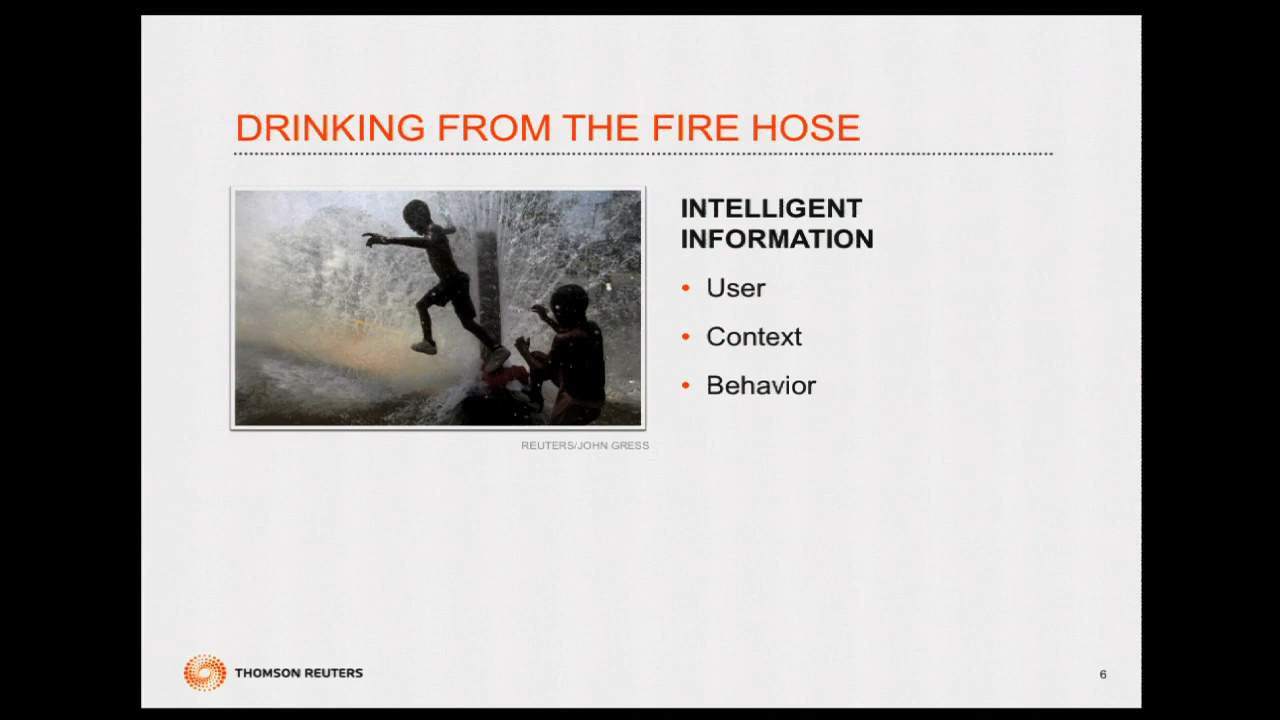 DRINKING FROM THE FIRE HOSE
INTELLIGENT
INFORMATION
• User
• Context
• Behavior
REUTERS/JOHN GRESS
THOMSON REUTERS
6